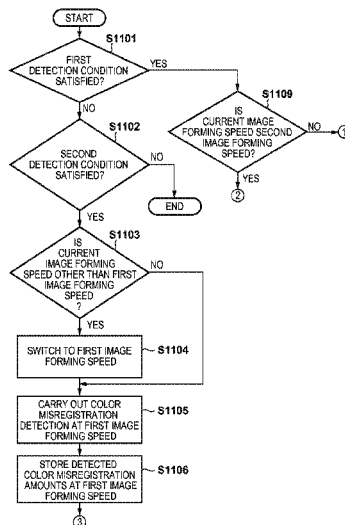 START
S1101
FIRST
DETECTION CONDITION
SATISFIED?
YES
NO
S1109
IS
CURRENT IMAGE
FORMING SPEED SECOND
IMAGE FORMING
SPEED?
NO
1
YES
2
S1102
SECOND
DETECTION CONDITION
SATISFIED?
NO
END
YES
S1103
IS
CURRENT
IMAGE FORMING
SPEED OTHER THAN FIRST
IMAGE FORMING
SPEED
?
NO
YES
SWITCH TO FIRST IMAGE
FORMING SPEED
S1104
CARRY OUT COLOR
MISREGISTRATION
DETECTION AT FIRST IMAGE
FORMING SPEED
S1105
STORE DETECTED
COLOR MISREGISTRATION
AMOUNTS AT FIRST IMAGE
FORMING SPEED
S1106
3